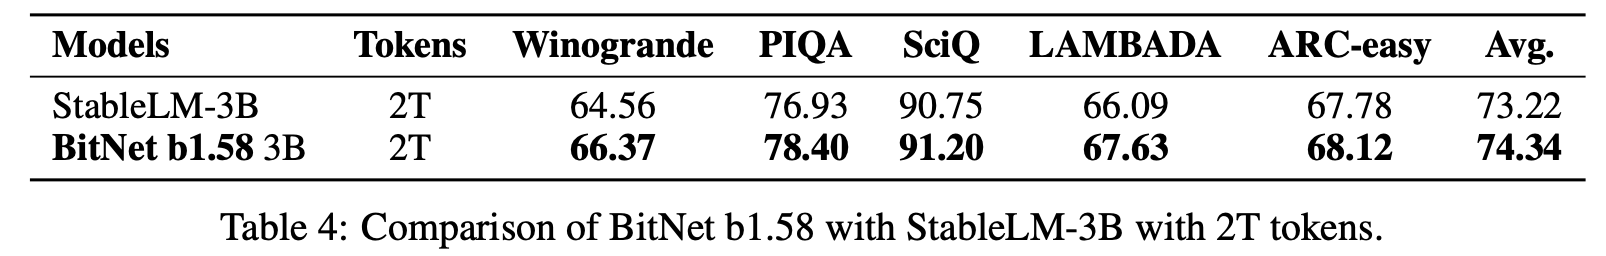 Models Tokens Winogrande PIQA SciQ LAMBADA ARC-easy Avg.
StableLM-3B 2T 64.56 76.93 90.75 66.09 67.78 73.22
BitNet b1.58 3B 2T 66.37 78.40 91.20 67.63 68.12 74.34
Table 4: Comparison of BitNet b1.58 with StableLM-3B with 2T tokens.